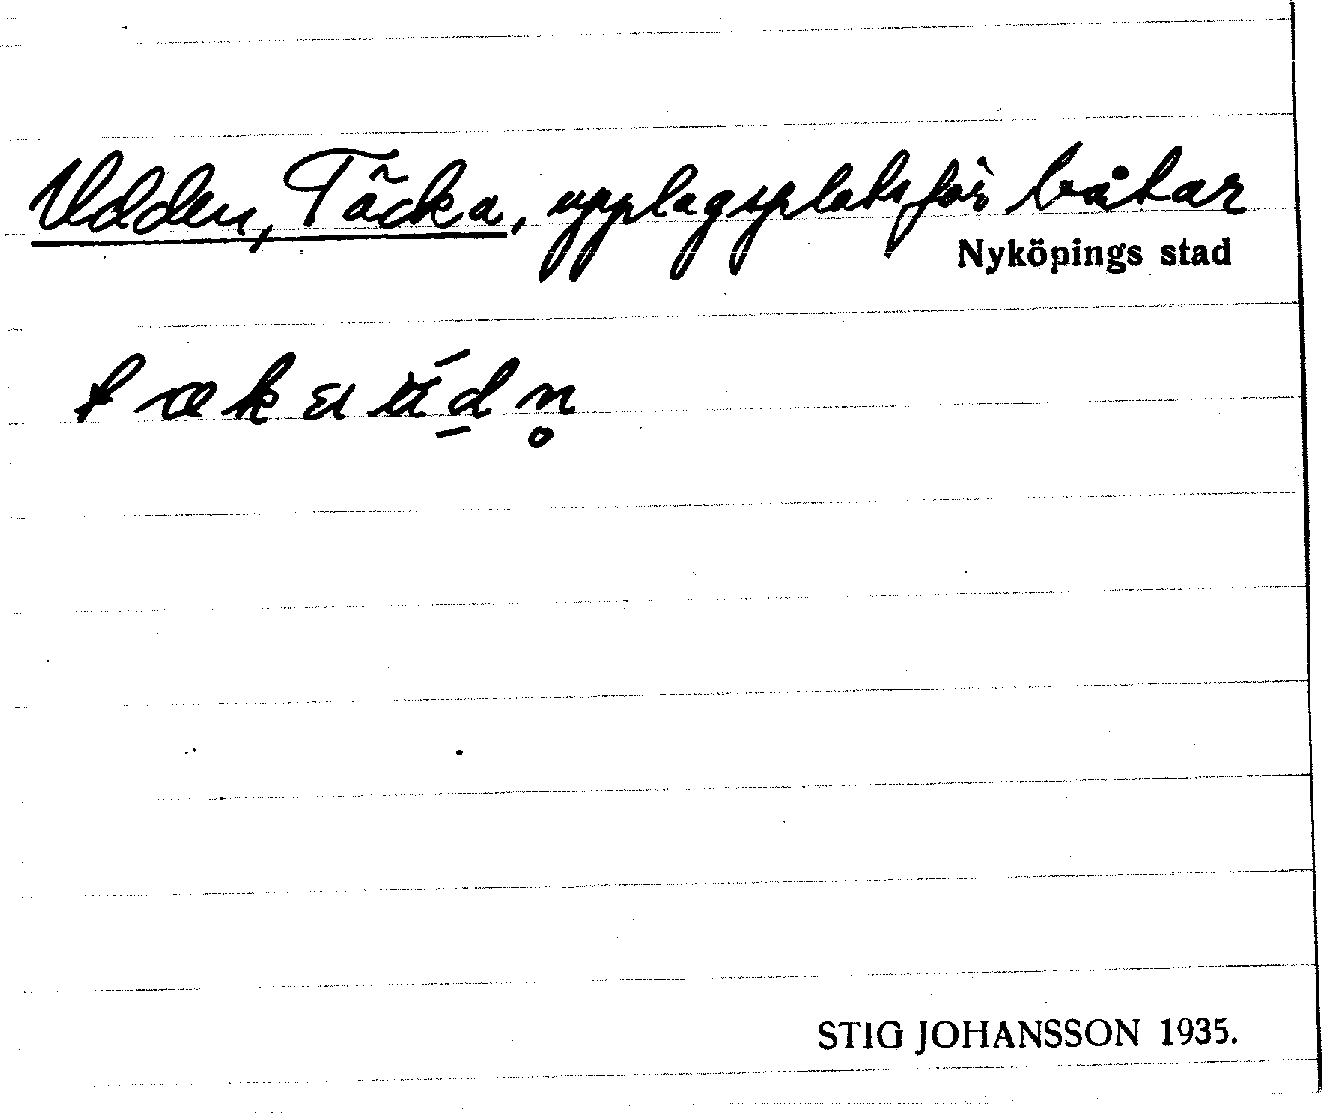 Udden, Täcka, upplagsplats för båtar
Nyköpings stad
STIG JOHANSSON 1935.